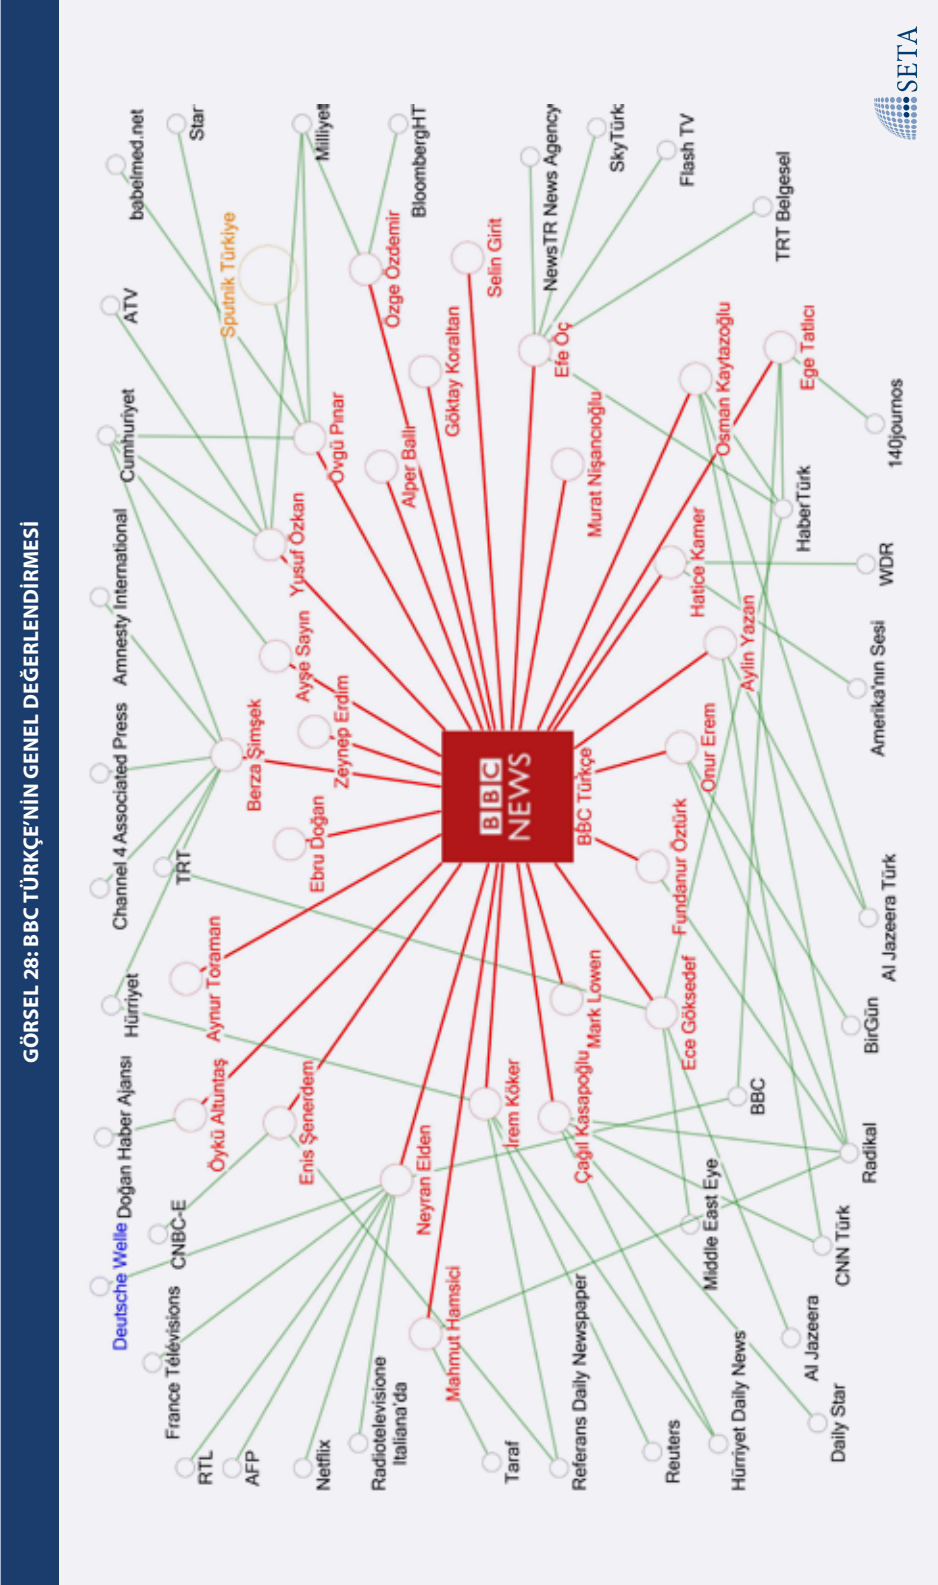 GÖRSEL 28: BBC TÜRKÇE'NİN GENEL DEĞERLENDİRMESİ
Deutsche Welle
Doğan Haber Ajansı
Hürriyet
Channel 4
Associated Press
Amnesty International
Cumhuriyet
ATV
babelmed.net
France Télévisions
CNBC-E
TRT
Star
RTL
Öykü Altuntaş
Aynur Toraman
Berza Şimşek
Sputnik Türkiye
AFP
Enis Şenerdem
Ebru Doğan
Zeynep Erdim
Ayşe Sayın
Yusuf Özkan
Övgü Pınar
Milliyet
Netflix
Radiotelevisione
Italiana'da
Neyran Elden
Alper Ballı
Özge Özdemir
BloombergHT
Mahmut Hamsici
Göktay Koraltan
Selin Girit
BBC
NEWS
BBC Türkçe
Taraf
İrem Köker
Efe Öç
NewsTR News Agency
Referans Daily Newspaper
Çağıl Kasapoğlu
Mark Lowen
Murat Nişancıoğlu
SkyTürk
Reuters
Ece Göksedef
Fundanur Öztürk
Onur Erem
Hatice Kamer
Osman Kaytazoğlu
Flash TV
Hürriyet Daily News
Middle East Eye
BBC
Aylin Yazan
HaberTürk
Ege Tatlıcı
TRT Belgesel
Daily Star
Al Jazeera
CNN Türk
Radikal
BirGün
Al Jazeera Türk
Amerika'nın Sesi
WDR
140journos
SETA